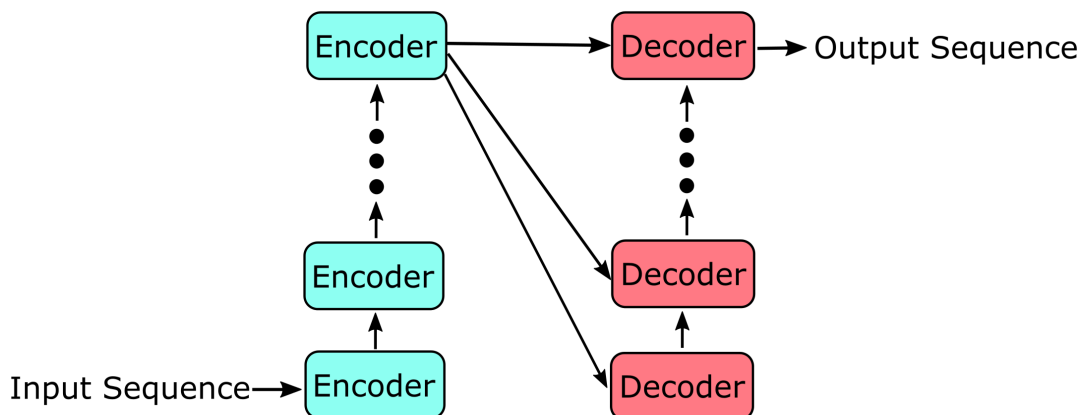 Encoder
Decoder
Output Sequence
Encoder
Decoder
Input Sequence
Encoder
Decoder